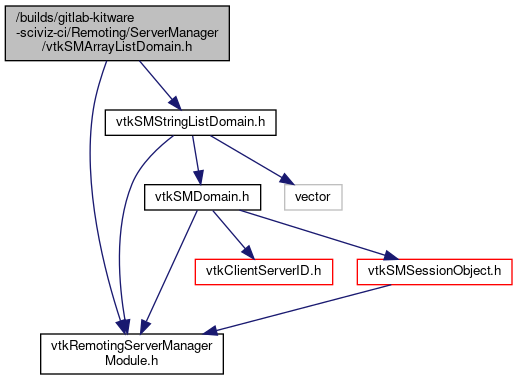 /builds/gitlab-kitware
-sciviz-ci/Remoting/ServerManager
/vtkSMArrayListDomain.h
vtkSMStringListDomain.h
vtkSMDomain.h
vector
vtkClientServerID.h
vtkSMSessionObject.h
vtkRemotingServerManager
Module.h